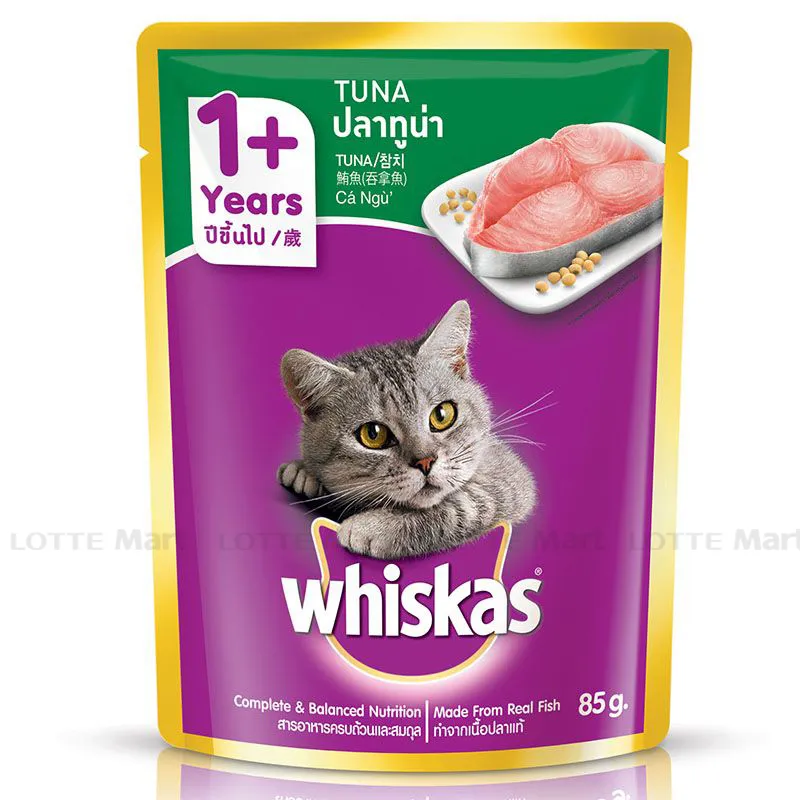 1+
Years
ปีขึ้นไป / 歲
TUNA
ปลาทูน่า
TUNA/참치
鮪魚(吞拿魚)
Cá Ngừ
LOTTE Mart LOTTE Mart LOTTE Mart LOTTE Mart
whiskas®
Complete & Balanced Nutrition
สารอาหารครบถ้วนและสมดุล
Made From Real Fish
ทำจากเนื้อปลาแท้
85 g.